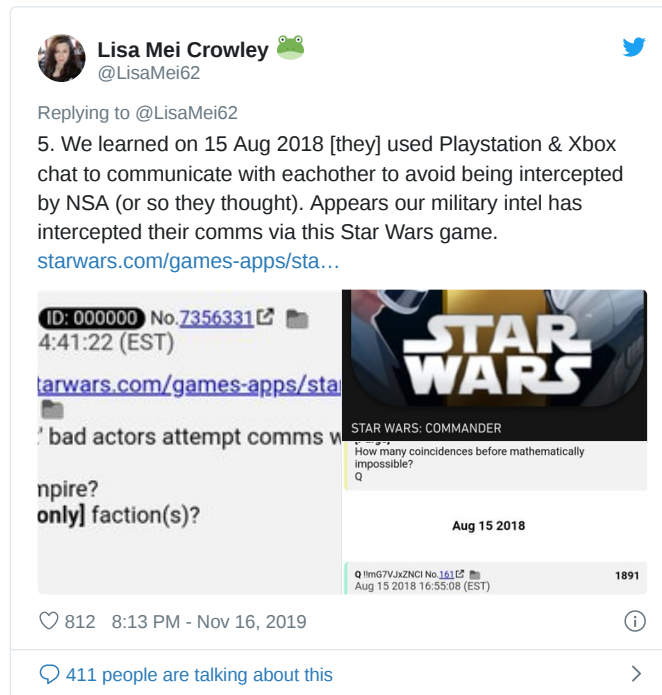 Lisa Mei Crowley
@LisaMei62
Replying to @LisaMei62
5. We learned on 15 Aug 2018 [they] used Playstation & Xbox
chat to communicate with eachother to avoid being intercepted
by NSA (or so they thought). Appears our military intel has
intercepted their comms via this Star Wars game.
starwars.com/games-apps/sta…
ID: 000000 No.7356331
4:41:22 (EST)
tarwars.com/games-apps/star
' bad actors attempt comms w
mpire?
only] faction(s)?
STAR
WARS
STAR WARS: COMMANDER
How many coincidences before mathematically
impossible?
Q
Aug 15 2018
Q !!mG7VJxZNCI No.161 1891
Aug 15 2018 16:55:08 (EST)
812 8:13 PM - Nov 16, 2019
411 people are talking about this